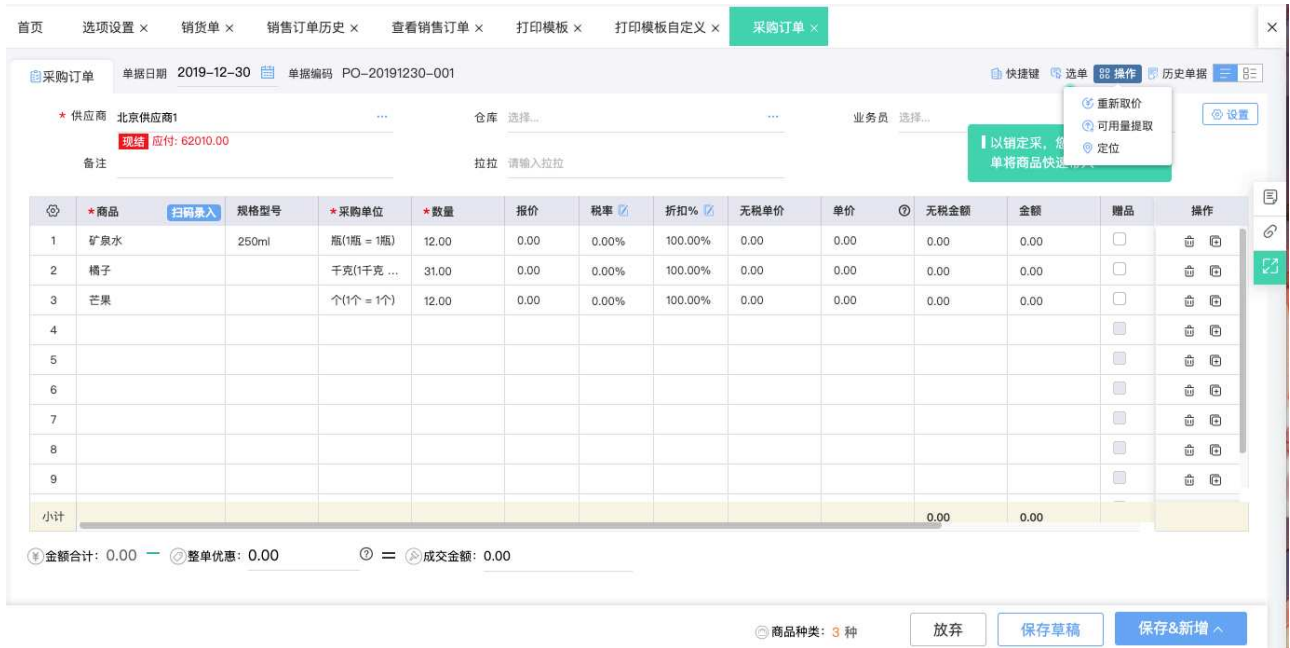 首页 选项设置 × 销货单 × 销售订单历史 × 查看销售订单 × 打印模板 × 打印模板自定义 × 采购订单 ×
采购订单 单据日期 2019-12-30 单据编码 PO-20191230-001 快捷键 选单 操作 历史单据
重新取价
* 供应商 北京供应商1 ... 仓库 选择... ... 业务员 选择... 设置
可用量提取
现结 应付: 62010.00
以销定采,
定位
备注 拉拉 请输入拉拉
单将商品快速
*商品 扫码录入 规格型号 *采购单位 *数量 报价 税率 折扣% 无税单价 单价 无税金额 金额 赠品 操作
1 矿泉水 250ml 瓶(1瓶 = 1瓶) 12.00 0.00 0.00% 100.00% 0.00 0.00 0.00 0.00
2 橘子 千克(1千克 ... 31.00 0.00 0.00% 100.00% 0.00 0.00 0.00 0.00
3 芒果 个(1个 = 1个) 12.00 0.00 0.00% 100.00% 0.00 0.00 0.00 0.00
4
5
6
7
8
9
小计 0.00 0.00
金额合计: 0.00 − 整单优惠: 0.00 = 成交金额: 0.00
商品种类: 3 种 放弃 保存草稿 保存&新增